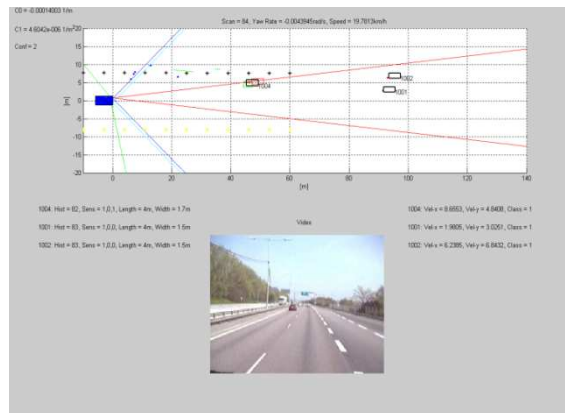 C0 = -0.00014003 1/m
Scan = 84, Yaw Rate = -0.0043945rad/s, Speed = 19.7813km/h
C1 = 4.6042e-006 1/m²
Conf = 2
20
15
10
5
0
-5
-10
-15
-20
[m]
1002
1004
1001
0 20 40 60 80 100 120 140
[m]
1004: Hist = 82, Sens = 1,0,1, Length = 4m, Width = 1.7m
1004: Vel-x = 8.6553, Vel-y = 4.8408, Class = 1
Video
1001: Hist = 83, Sens = 1,0,0, Length = 4m, Width = 1.5m
1001: Vel-x = 1.9805, Vel-y = 3.0251, Class = 1
1002: Hist = 83, Sens = 1,0,0, Length = 4m, Width = 1.5m
1002: Vel-x = 6.2385, Vel-y = 6.8432, Class = 1